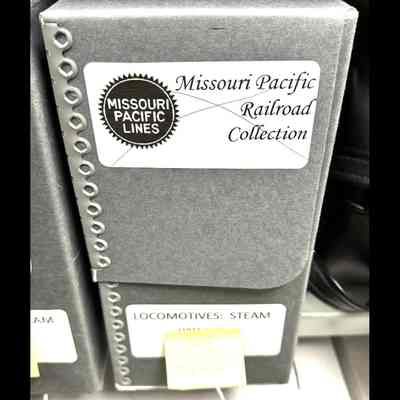 MISSOURI
PACIFIC
LINES
Missouri Pacific
Railroad
Collection
LOCOMOTIVES: STEAM